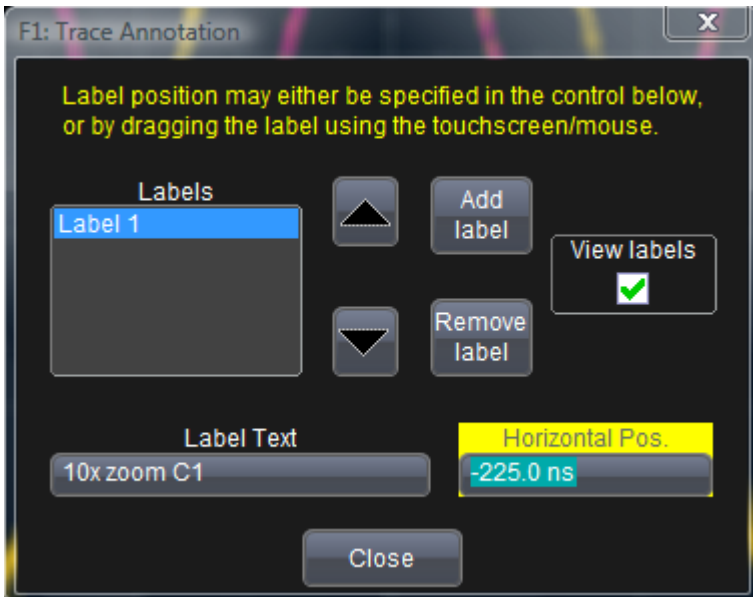 F1: Trace Annotation
X
Label position may either be specified in the control below,
or by dragging the label using the touchscreen/mouse.
Labels
Label 1
Add
label
View labels
Remove
label
Label Text
10x zoom C1
Horizontal Pos.
-225.0 ns
Close